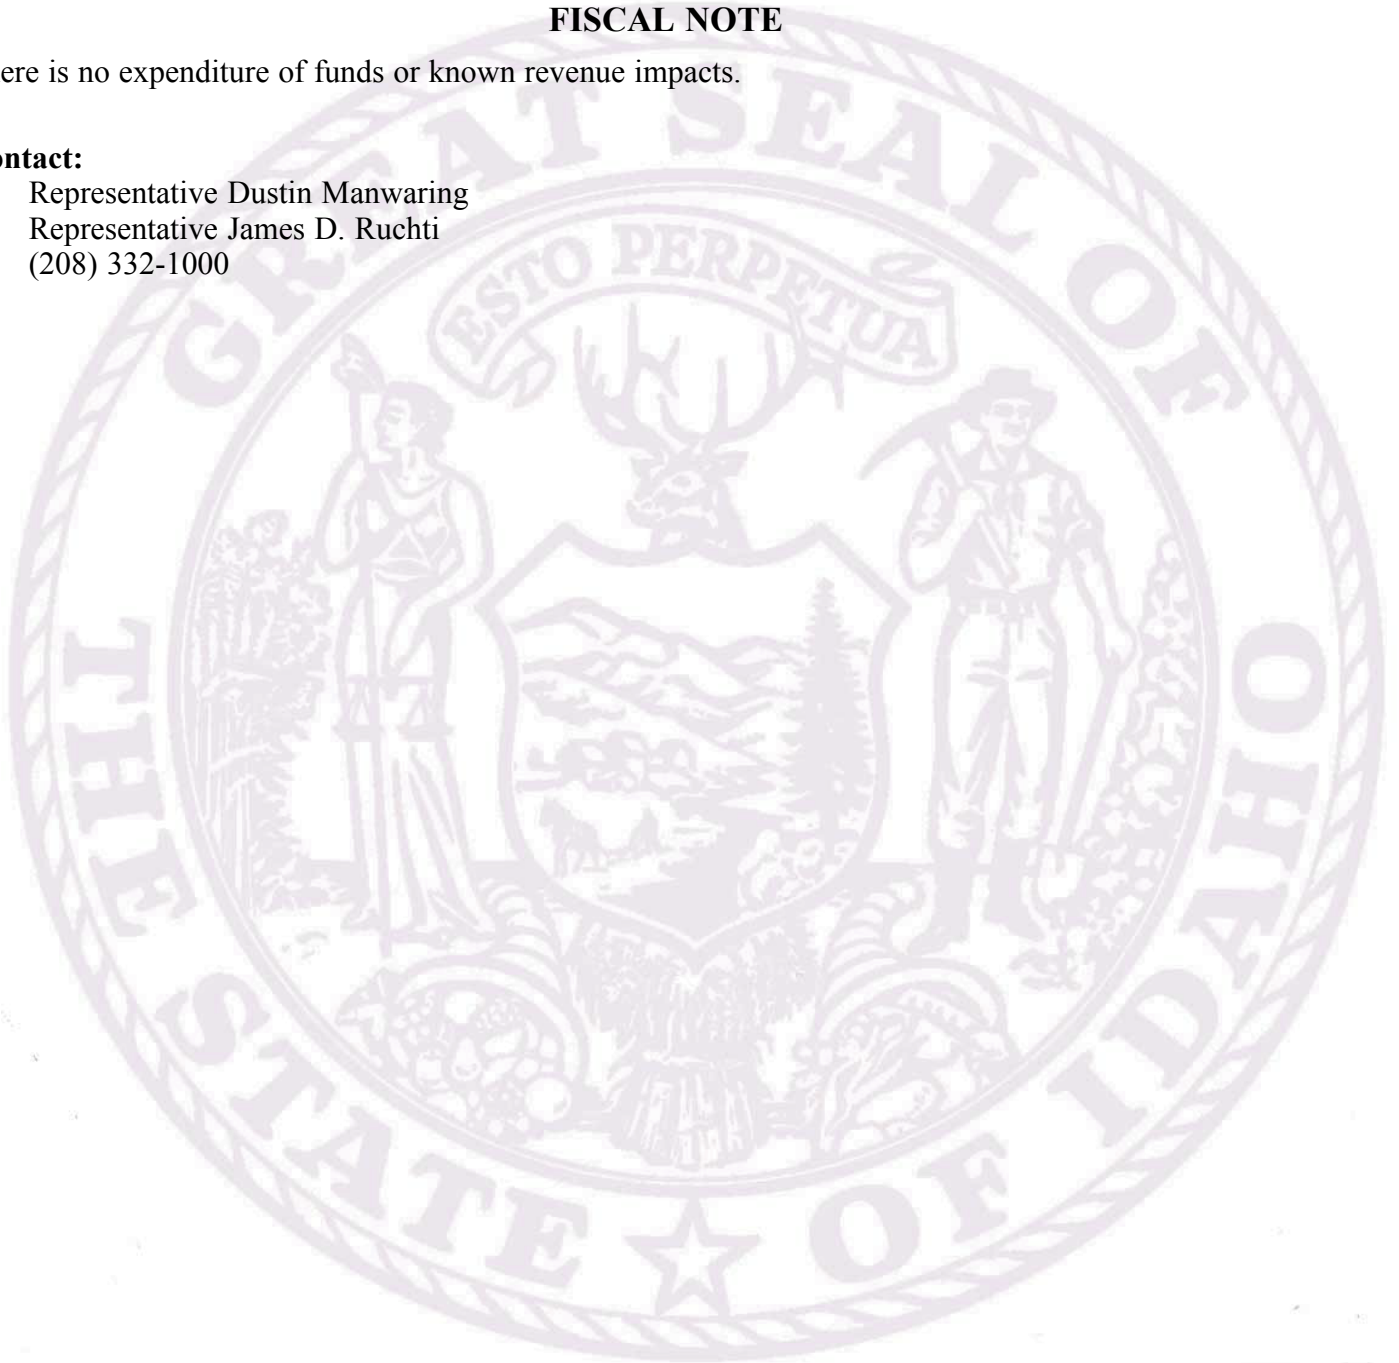 FISCAL NOTE
ere is no expenditure of funds or known revenue impacts.
ontact:
Representative Dustin Manwaring
Representative James D. Ruchti
(208) 332-1000
GREAT SEAL OF
ESTO PERPETUA
THE STATE OF IDAHO